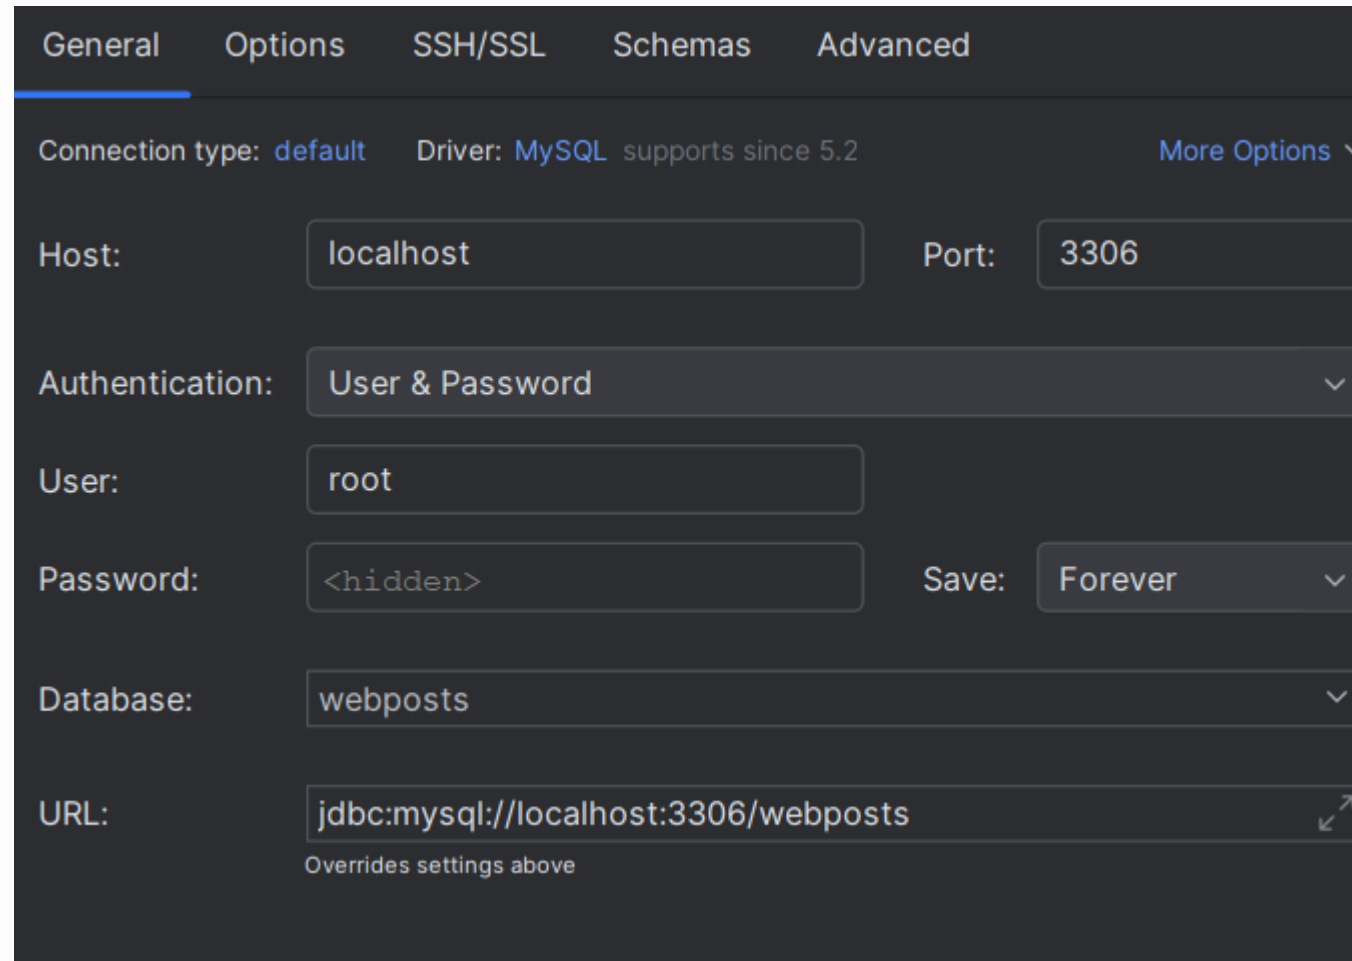 General Options SSH/SSL Schemas Advanced
Connection type: default Driver: MySQL supports since 5.2 More Options
Host: localhost Port: 3306
Authentication: User & Password
User: root
Password: <hidden> Save: Forever
Database: webposts
URL: jdbc:mysql://localhost:3306/webposts
Overrides settings above